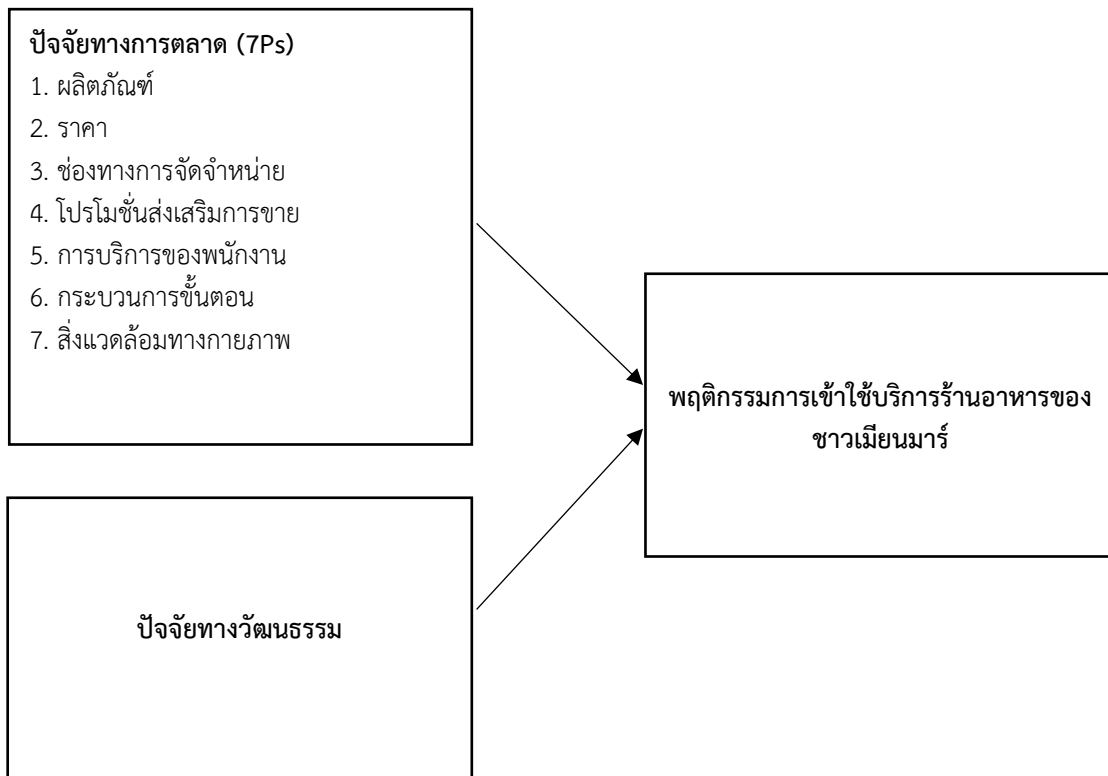 ปัจจัยทางการตลาด (7Ps)
1. ผลิตภัณฑ์
2. ราคา
3. ช่องทางการจัดจำหน่าย
4. โปรโมชั่นส่งเสริมการขาย
5. การบริการของพนักงาน
6. กระบวนการขั้นตอน
7. สิ่งแวดล้อมทางกายภาพ
พฤติกรรมการเข้าใช้บริการร้านอาหารของ
ชาวเมียนมาร์
ปัจจัยทางวัฒนธรรม